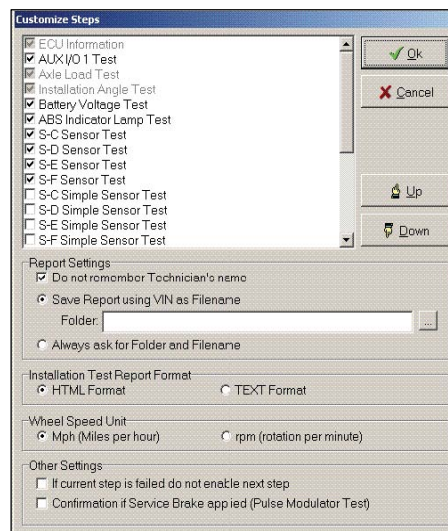 Customize Steps
ECU Information
AUX I/O 1 Test
Axle Load Test
Installation Angle Test
Battery Voltage Test
ABS Indicator Lamp Test
S-C Sensor Test
S-D Sensor Test
S-E Sensor Test
S-F Sensor Test
S-C Simple Sensor Test
S-D Simple Sensor Test
S-E Simple Sensor Test
S-F Simple Sensor Test
Ok
Cancel
Up
Down
Report Settings
Do not remember Technician's name
Save Report using VIN as Filename
Folder:
...
Always ask for Folder and Filename
Installation Test Report Format
HTML Format
TEXT Format
Wheel Speed Unit
Mph (Miles per hour)
rpm (rotation per minute)
Other Settings
If current step is failed do not enable next step
Confirmation if Service Brake applied (Pulse Modulator Test)